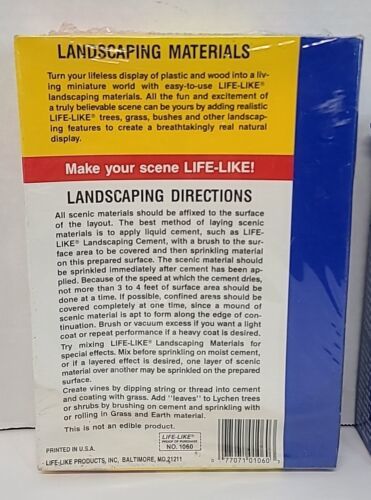 LANDSCAPING MATERIALS
Turn your lifeless display of plastic and wood into a liv-
ing miniature world with easy-to-use LIFE-LIKE®
landscaping materials. All the fun and excitement of
a truly believable scene can be yours by adding realistic
LIFE-LIKE® trees, grass, bushes and other landscap-
ing features to create a breathtakingly real natural
display.
Make your scene LIFE-LIKE!
LANDSCAPING DIRECTIONS
All scenic materials should be affixed to the surface
of the layout. The best method of laying scenic
materials is to apply liquid cement, such as LIFE-
LIKE® Landscaping Cement, with a brush to the sur-
face area to be covered and then sprinkling material
on this prepared surface. The scenic material should
be sprinkled immediately after cement has been ap-
plied. Because of the speed at which the cement dries,
not more than 3 to 4 feet of surface area should be
done at a time. If possible, confined areas should be
covered completely at one time, since a mound of
scenic material is apt to form along the edge of con-
tinuation. Brush or vacuum excess if you want a light
coat or repeat performance if a heavy coat is desired.
Try mixing LIFE-LIKE® Landscaping Materials for
special effects. Mix before sprinkling on moist cement,
or if a layered effect is desired, one layer of scenic
material over another may be sprinkled on the prepared
surface.
Create vines by dipping string or thread into cement
and coating with grass. Add "leaves" to Lychen trees
or shrubs by brushing on cement and sprinkling with
or rolling in Grass and Earth material.
This is not an edible product.
PRINTED IN U.S.A.
LIFE-LIKE®
PROOF OF PURCHASE
NO. 1060
LIFE-LIKE PRODUCTS, INC, BALTIMORE, MD 21211
0 77071 01060